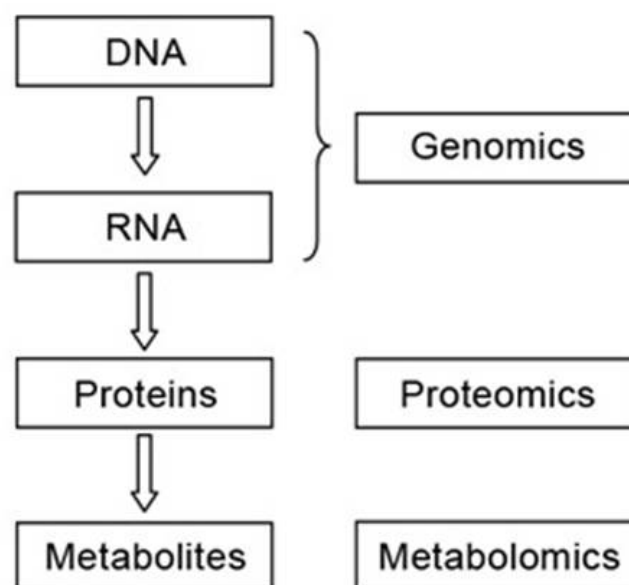 DNA
Genomics
RNA
Proteins
Proteomics
Metabolites
Metabolomics